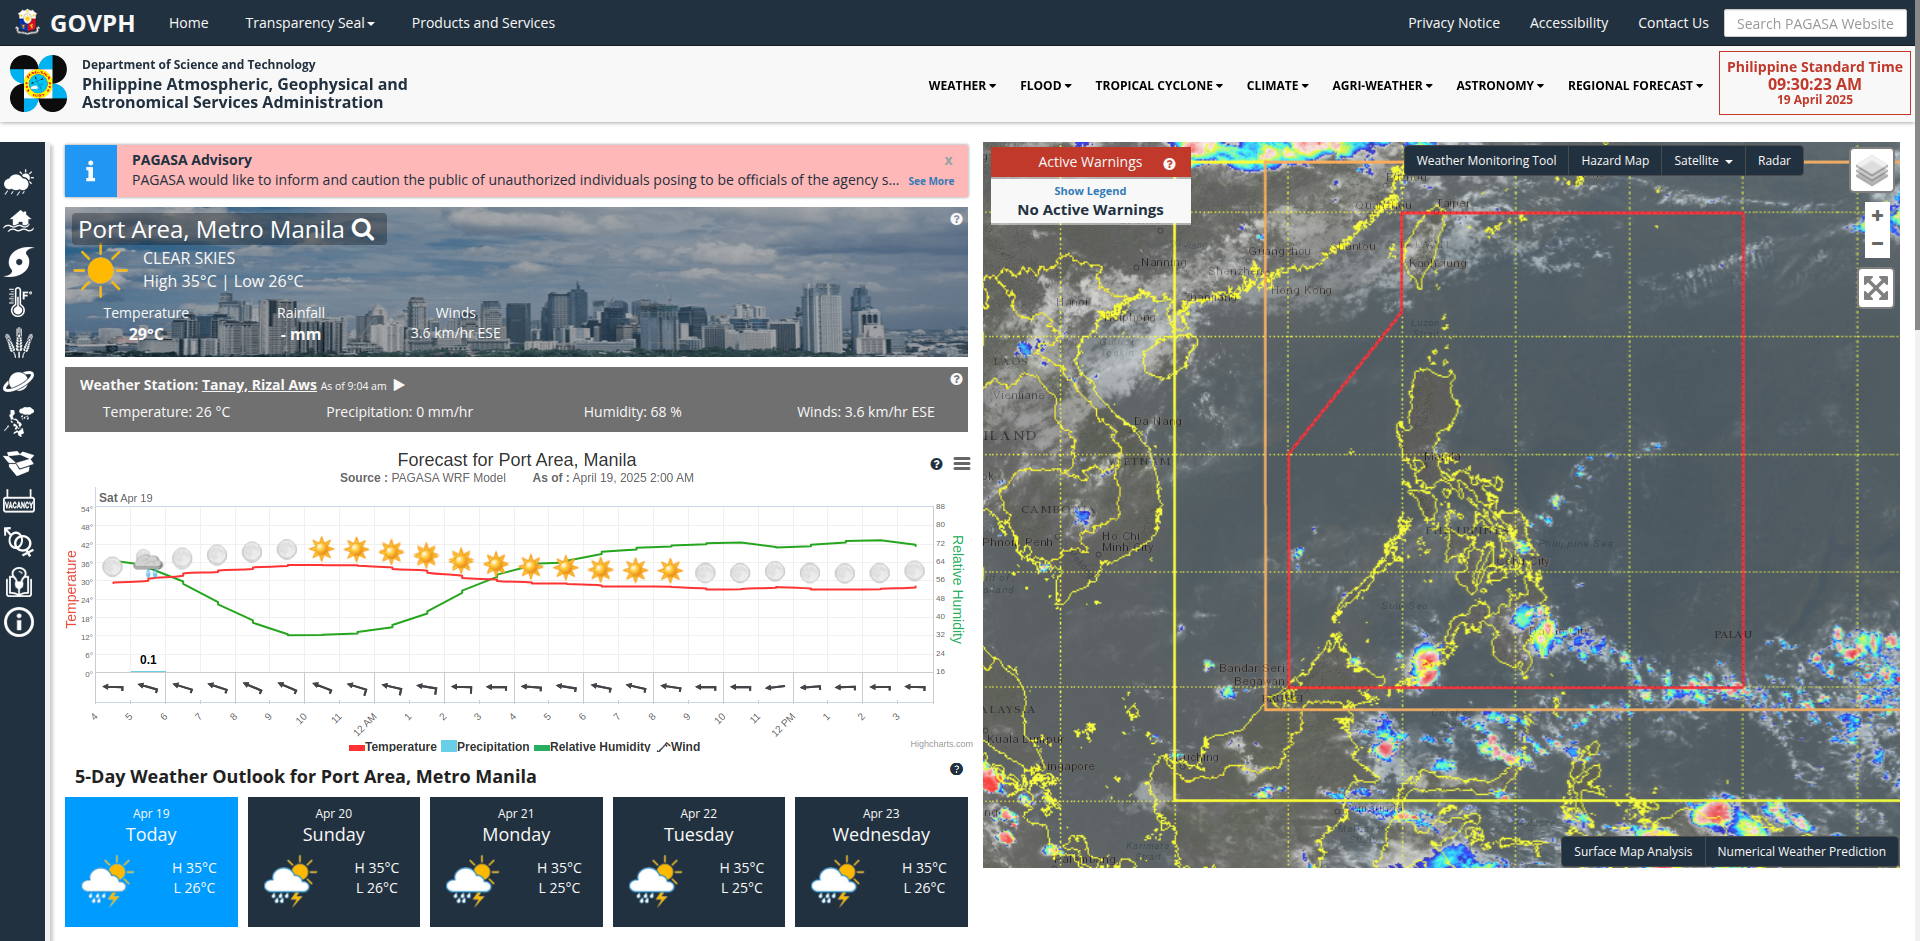 GOVPH
Home
Transparency Seal
Products and Services
Privacy Notice
Accessibility
Contact Us
Search PAGASA Website
Department of Science and Technology
Philippine Atmospheric, Geophysical and
Astronomical Services Administration
WEATHER
FLOOD
TROPICAL CYCLONE
CLIMATE
AGRI-WEATHER
ASTRONOMY
REGIONAL FORECAST
Philippine Standard Time
09:30:23 AM
19 April 2025
VACANCY
PAGASA Advisory
x
PAGASA would like to inform and caution the public of unauthorized individuals posing to be officials of the agency s... See More
Port Area, Metro Manila
CLEAR SKIES
High 35°C | Low 26°C
Temperature
29°C
Rainfall
- mm
Winds
3.6 km/hr ESE
Weather Station: Tanay, Rizal Aws As of 9:04 am
Temperature: 26 °C
Precipitation: 0 mm/hr
Humidity: 68 %
Winds: 3.6 km/hr ESE
Forecast for Port Area, Manila
Source : PAGASA WRF Model As of : April 19, 2025 2:00 AM
Sat Apr 19
Temperature
54°
48°
42°
36°
30°
24°
18°
12°
6°
0°
88
80
72
64
56
48
40
32
24
16
Relative Humidity
0.1
4 5 6 7 8 9 10 11 12 AM 1 2 3 4 5 6 7 8 9 10 11 12 PM 1 2 3
Temperature Precipitation Relative Humidity Wind
Highcharts.com
5-Day Weather Outlook for Port Area, Metro Manila
Apr 19
Today
H 35°C
L 26°C
Apr 20
Sunday
H 35°C
L 26°C
Apr 21
Monday
H 35°C
L 25°C
Apr 22
Tuesday
H 35°C
L 25°C
Apr 23
Wednesday
H 35°C
L 26°C
Active Warnings
Show Legend
No Active Warnings
Weather Monitoring Tool
Hazard Map
Satellite
Radar
+
−
Taipei
Guangzhou
Shantou
Nanning
Shenzhen
Kaohsiung
Hong Kong
Hanoi
Haiphong
LAOS
Vientiane
Da Nang
VIETNAM
CAMBODIA
Phnom Penh
Ho Chi
Minh City
Manila
Philippine Sea
Sulu Sea
Davao City
PALAU
Bandar Seri
Begawan
Kuala Lumpur
Singapore
Kuching
Karimata
Strait
Surface Map Analysis
Numerical Weather Prediction